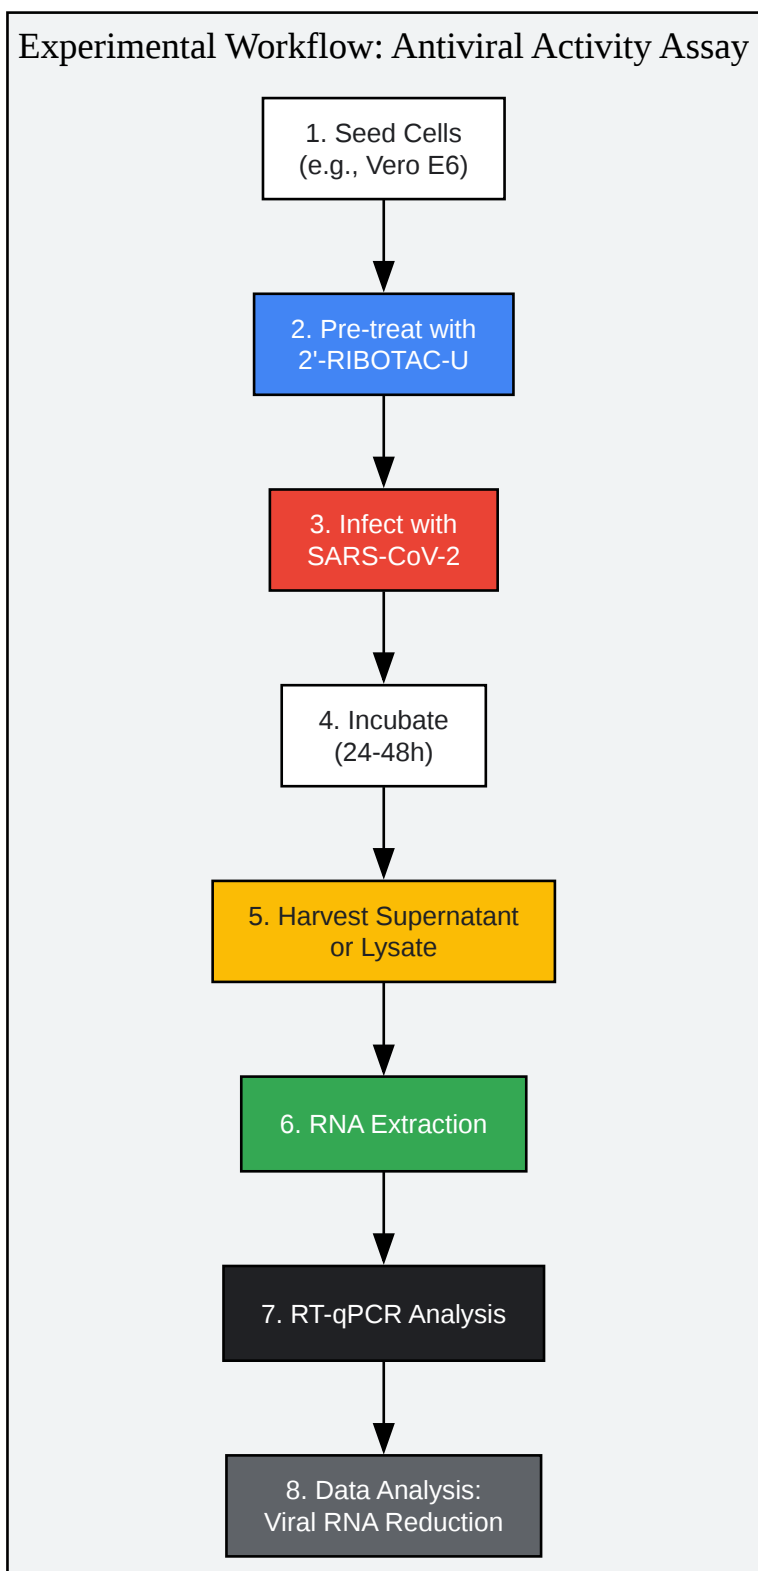 Experimental Workflow: Antiviral Activity Assay
1. Seed Cells
(e.g., Vero E6)
2. Pre-treat with
2'-RIBOTAC-U
3. Infect with
SARS-CoV-2
4. Incubate
(24-48h)
5. Harvest Supernatant
or Lysate
6. RNA Extraction
7. RT-qPCR Analysis
8. Data Analysis:
Viral RNA Reduction